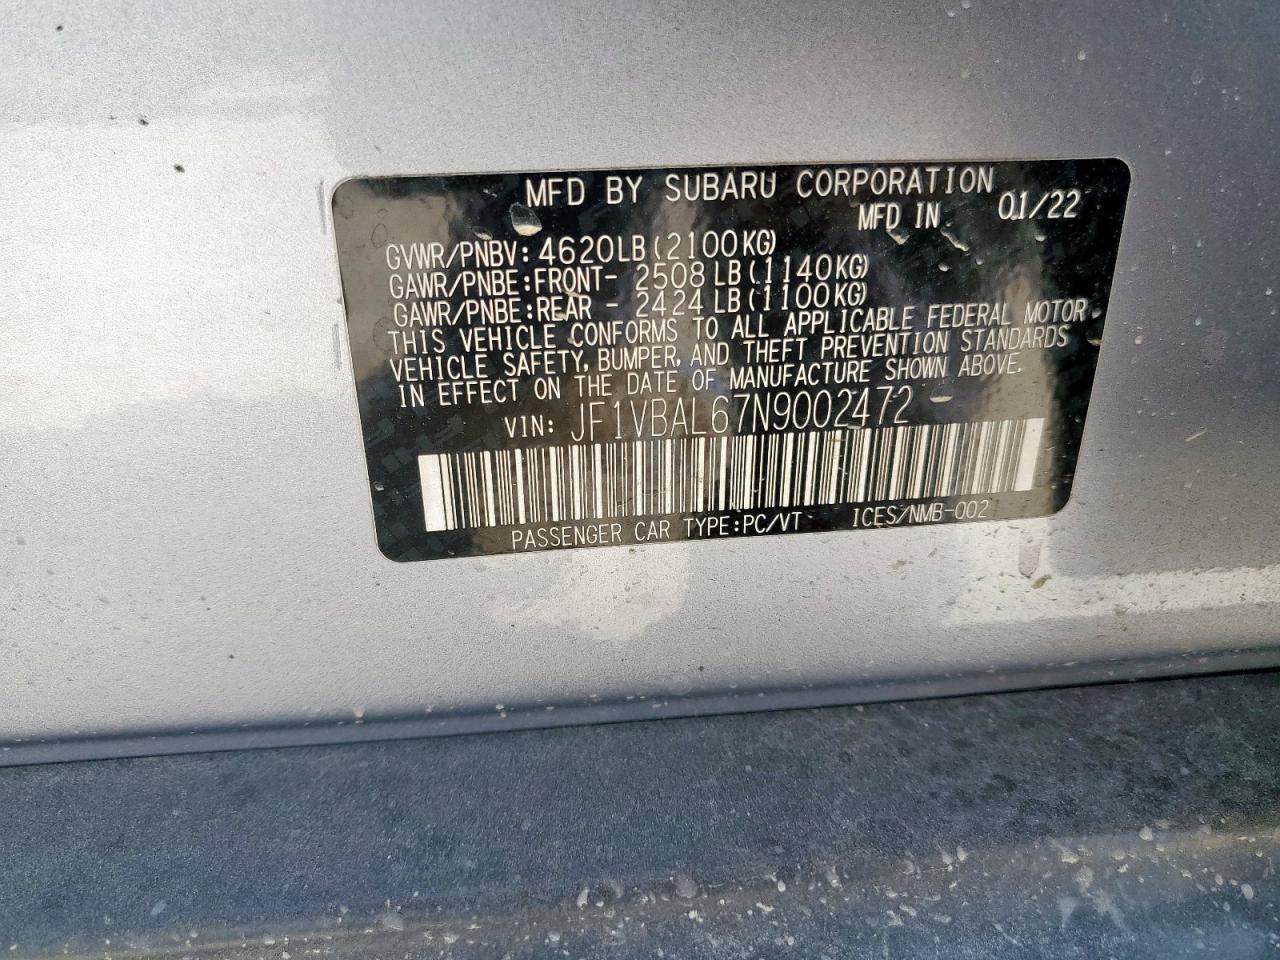 MFD BY SUBARU CORPORATION
MFD IN 01/22
GVWR/PNBV: 4620LB(2100KG)
GAWR/PNBE:FRONT- 2508 LB(1140KG)
GAWR/PNBE:REAR - 2424 LB(1100KG)
THIS VEHICLE CONFORMS TO ALL APPLICABLE FEDERAL MOTOR
VEHICLE SAFETY, BUMPER, AND THEFT PREVENTION STANDARDS
IN EFFECT ON THE DATE OF MANUFACTURE SHOWN ABOVE.
VIN: JF1VBAL67N9002472
PASSENGER CAR TYPE:PC/VT ICES/NMB-002